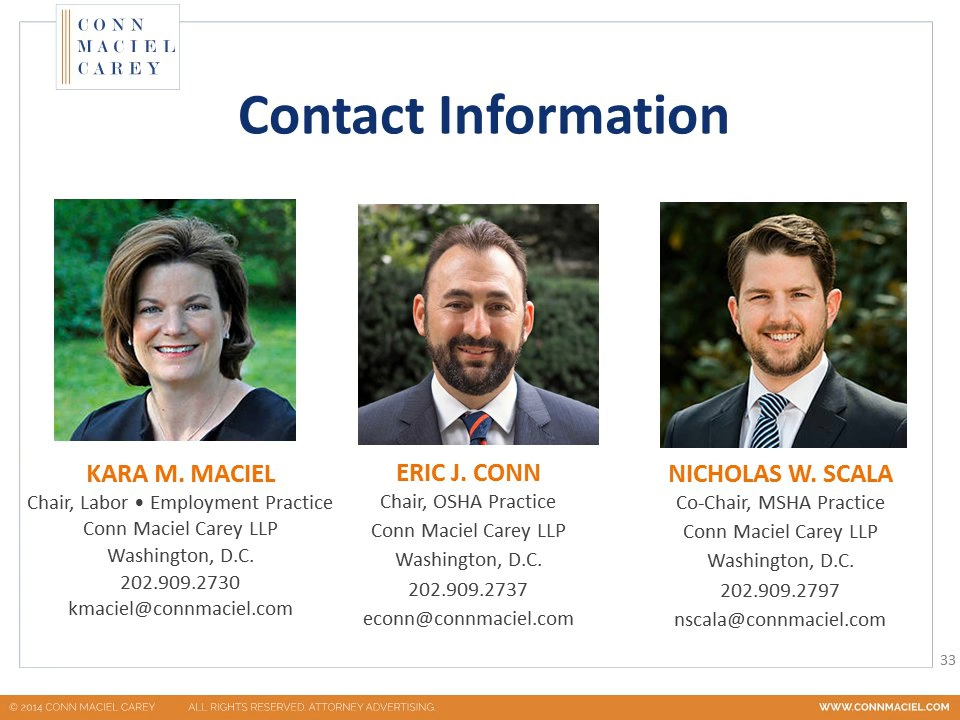 CONN
MACIEL
CAREY
Contact Information
KARA M. MACIEL
Chair, Labor • Employment Practice
Conn Maciel Carey LLP
Washington, D.C.
202.909.2730
kmaciel@connmaciel.com
ERIC J. CONN
Chair, OSHA Practice
Conn Maciel Carey LLP
Washington, D.C.
202.909.2737
econn@connmaciel.com
NICHOLAS W. SCALA
Co-Chair, MSHA Practice
Conn Maciel Carey LLP
Washington, D.C.
202.909.2797
nscala@connmaciel.com
33
© 2014 CONN MACIEL CAREY ALL RIGHTS RESERVED. ATTORNEY ADVERTISING. WWW.CONNMACIEL.COM